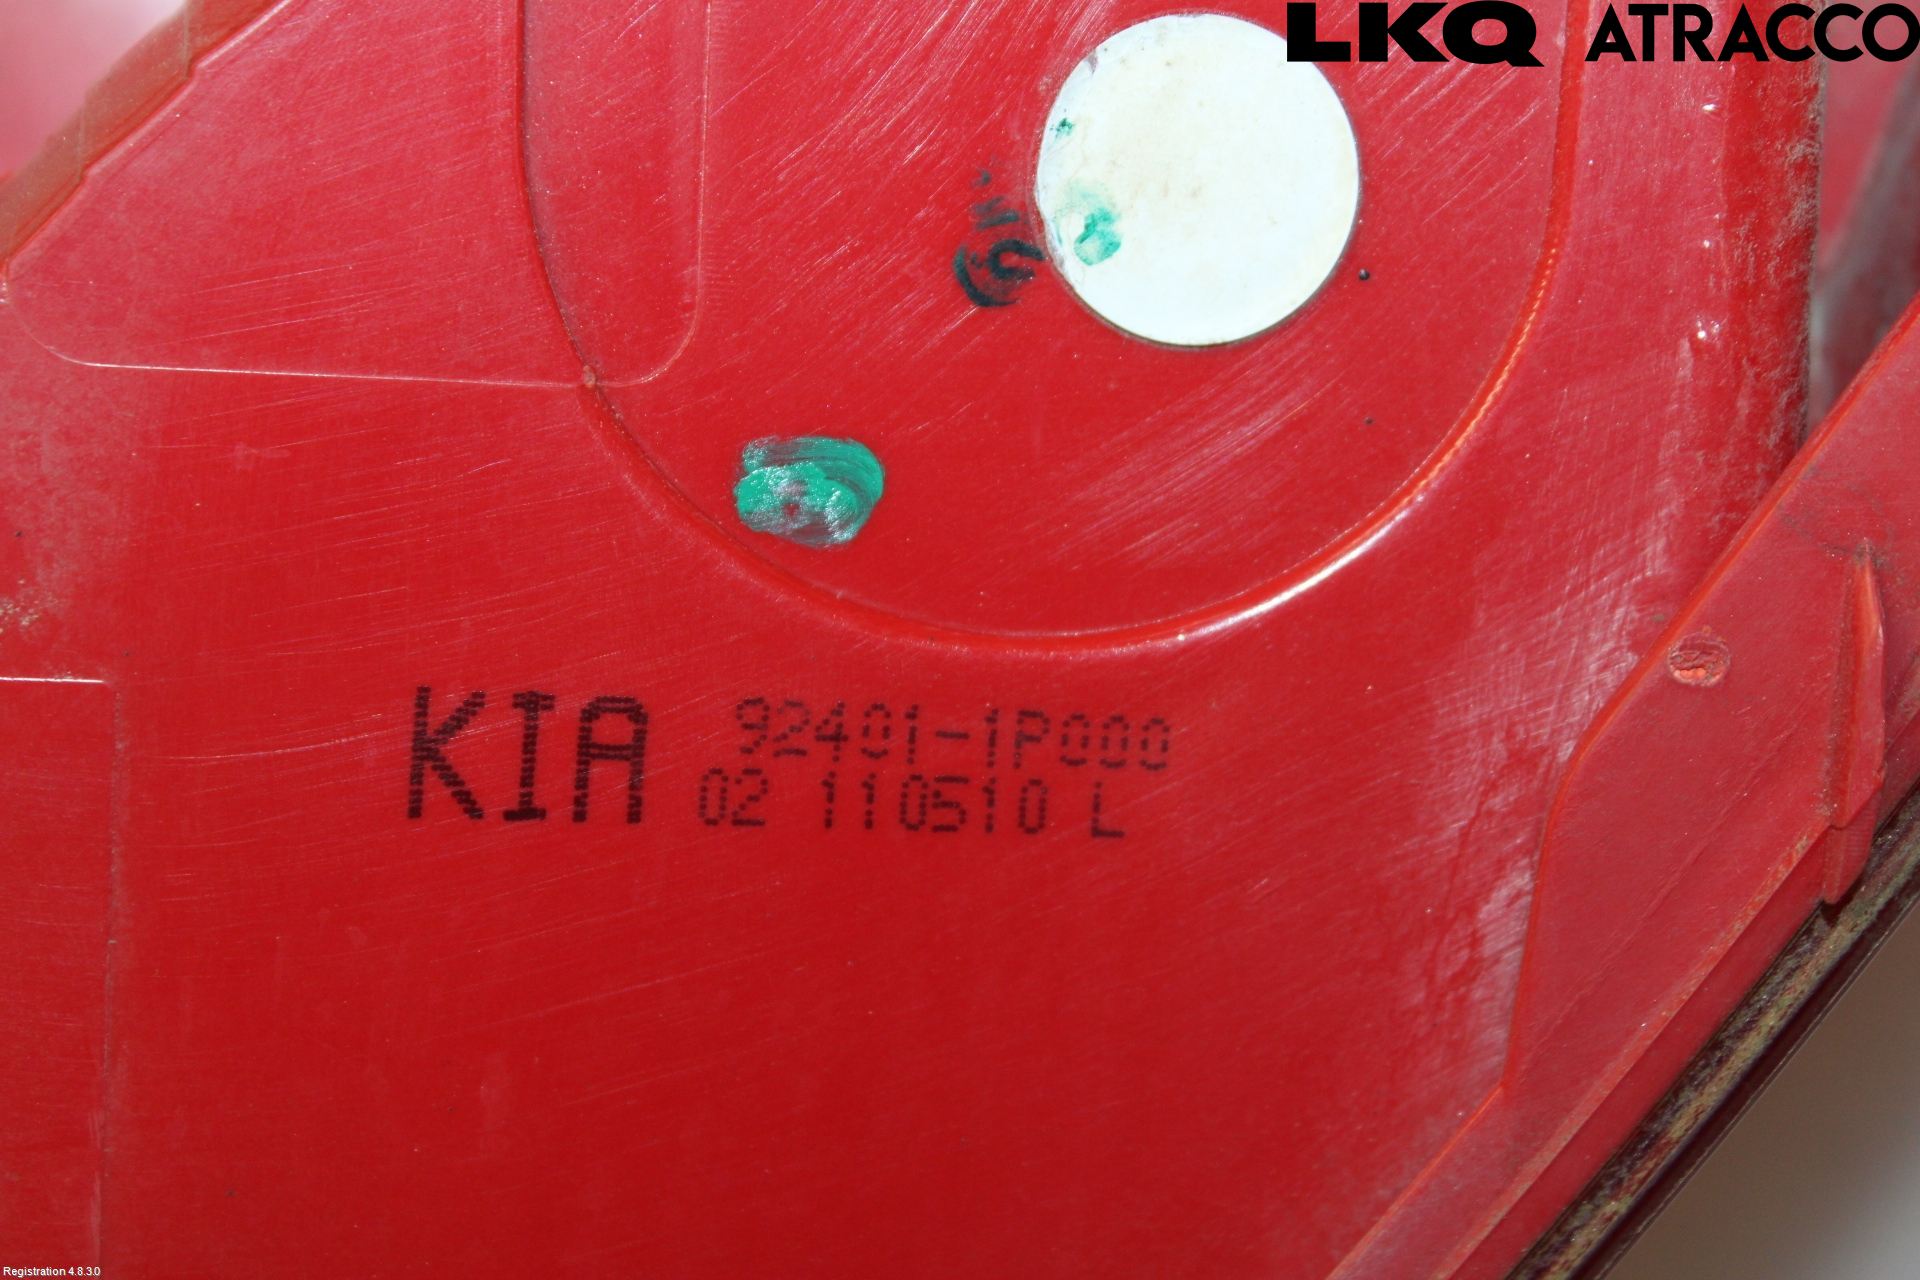 LKQ ATRACCO
KIA 92401-1P000
02 110510 L
Registration 4.8.3.0